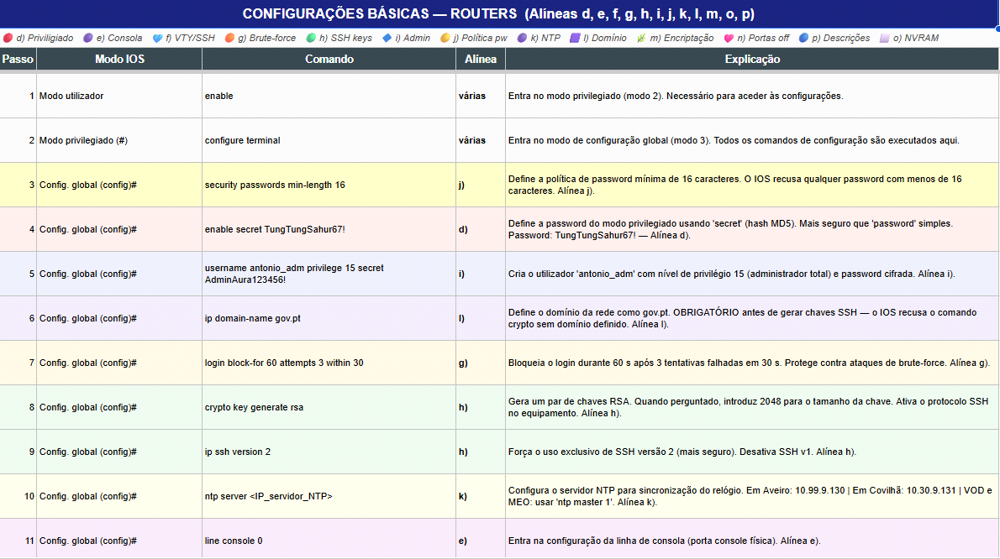 CONFIGURAÇÕES BÁSICAS — ROUTERS (Alíneas d, e, f, g, h, i, j, k, l, m, o, p)
d) Priviligiado e) Consola f) VTY/SSH g) Brute-force h) SSH keys i) Admin j) Política pw k) NTP l) Domínio m) Encriptação n) Portas off p) Descrições o) NVRAM
Passo Modo IOS Comando Alínea Explicação
1 Modo utilizador enable várias Entra no modo privilegiado (modo 2). Necessário para aceder às configurações.
2 Modo privilegiado (#) configure terminal várias Entra no modo de configuração global (modo 3). Todos os comandos de configuração são executados aqui.
3 Config. global (config)# security passwords min-length 16 j) Define a política de password mínima de 16 caracteres. O IOS recusa qualquer password com menos de 16
caracteres. Alínea j).
4 Config. global (config)# enable secret TungTungSahur67! d) Define a password do modo privilegiado usando 'secret' (hash MD5). Mais seguro que 'password' simples.
Password: TungTungSahur67! — Alínea d).
5 Config. global (config)# username antonio_adm privilege 15 secret
AdminAura123456! i) Cria o utilizador 'antonio_adm' com nível de privilégio 15 (administrador total) e password cifrada. Alínea i).
6 Config. global (config)# ip domain-name gov.pt l) Define o domínio da rede como gov.pt. OBRIGATÓRIO antes de gerar chaves SSH — o IOS recusa o comando
crypto sem domínio definido. Alínea l).
7 Config. global (config)# login block-for 60 attempts 3 within 30 g) Bloqueia o login durante 60 s após 3 tentativas falhadas em 30 s. Protege contra ataques de brute-force. Alínea g).
8 Config. global (config)# crypto key generate rsa h) Gera um par de chaves RSA. Quando perguntado, introduz 2048 para o tamanho da chave. Ativa o protocolo SSH
no equipamento. Alínea h).
9 Config. global (config)# ip ssh version 2 h) Força o uso exclusivo de SSH versão 2 (mais seguro). Desativa SSH v1. Alínea h).
10 Config. global (config)# ntp server <IP_servidor_NTP> k) Configura o servidor NTP para sincronização do relógio. Em Aveiro: 10.99.9.130 | Em Covilhã: 10.30.9.131 | VOD e
MEO: usar 'ntp master 1'. Alínea k).
11 Config. global (config)# line console 0 e) Entra na configuração da linha de consola (porta console física). Alínea e).